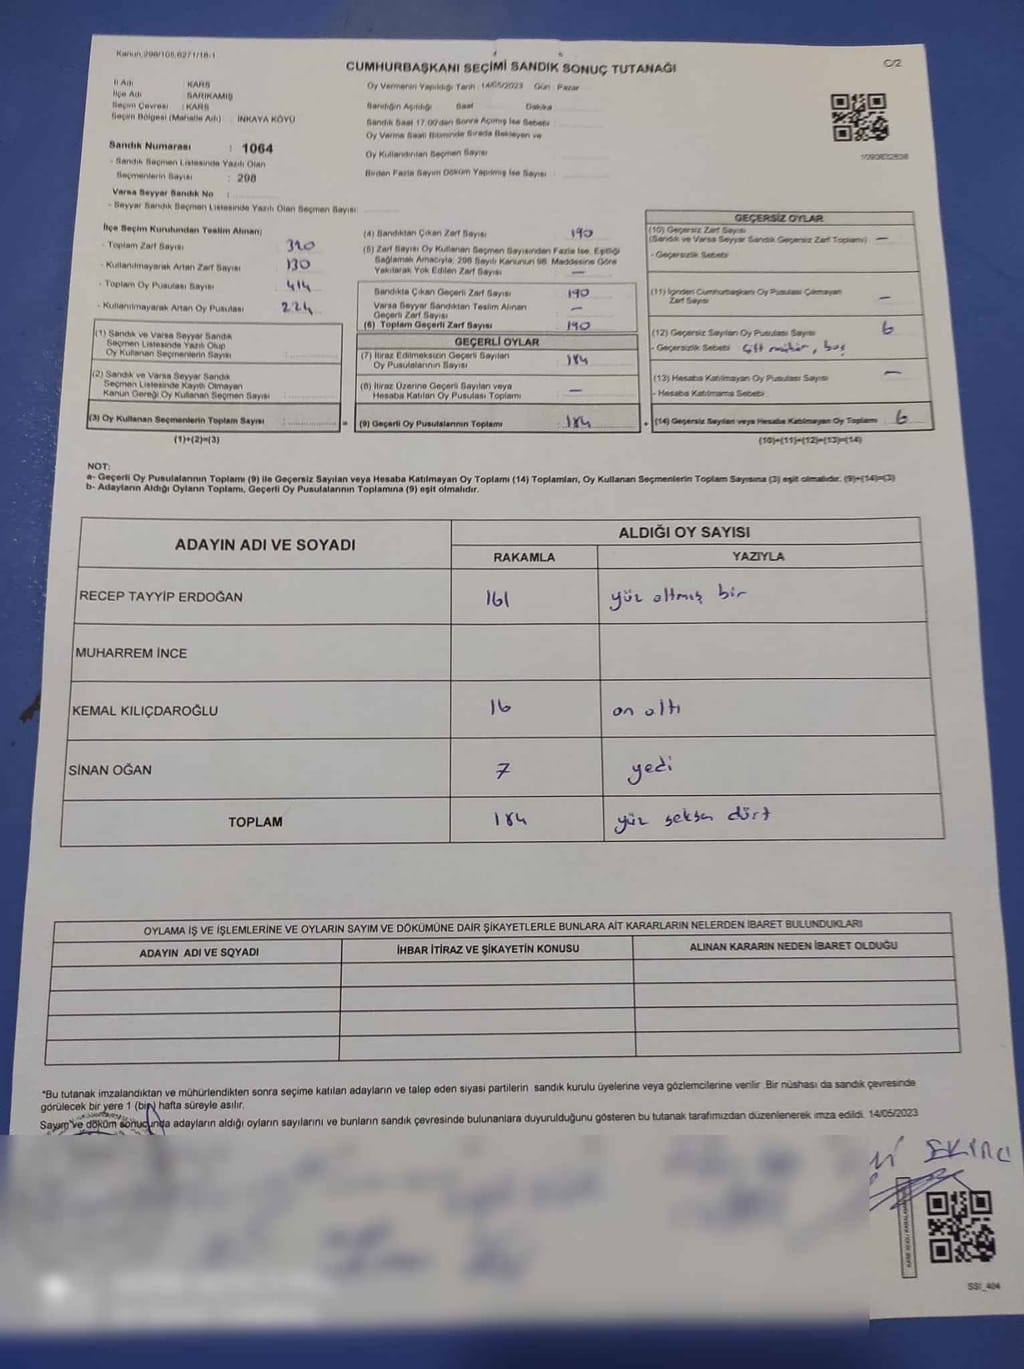 Kanun:298/105,6271/18-1
CUMHURBAŞKANI SEÇİMİ SANDIK SONUÇ TUTANAĞI
C/2
İl Adı : KARS
İlçe Adı : SARIKAMIŞ
Seçim Çevresi : KARS
Seçim Bölgesi (Mahalle Adı) : İNKAYA KÖYÜ
Sandık Numarası : 1064
- Sandık Seçmen Listesinde Yazılı Olan
Seçmenlerin Sayısı : 298
Varsa Seyyar Sandık No :
- Seyyar Sandık Seçmen Listesinde Yazılı Olan Seçmen Sayısı:
Oy Vermenin Yapıldığı Tarih 14/05/2023 Gün Pazar
Sandığın Açıldığı Saat Dakika
Sandık Saat 17.00'dan Sonra Açılmış İse Sebebi
Oy Verme Saati Bitiminde Sırada Bekleyen ve
Oy Kullandırılan Seçmen Sayısı
Birden Fazla Sayım Döküm Yapılmış İse Sayısı :
İlçe Seçim Kurulundan Teslim Alınan:
- Toplam Zarf Sayısı : 320
- Kullanılmayarak Artan Zarf Sayısı : 130
- Toplam Oy Pusulası Sayısı : 414
- Kullanılmayarak Artan Oy Pusulası : 224
(1) Sandık ve Varsa Seyyar Sandık
Seçmen Listesinde Yazılı Olup
Oy Kullanan Seçmenlerin Sayısı :
(2) Sandık ve Varsa Seyyar Sandık
Seçmen Listesinde Kayıtlı Olmayan
Kanun Gereği Oy Kullanan Seçmen Sayısı :
(3) Oy Kullanan Seçmenlerin Toplam Sayısı :
(1)+(2)=(3)
(4) Sandıktan Çıkan Zarf Sayısı : 190
(5) Zarf Sayısı Oy Kullanan Seçmen Sayısından Fazla İse, Eşitliği
Sağlamak Amacıyla; 298 Sayılı Kanunun 98. Maddesine Göre
Yakılarak Yok Edilen Zarf Sayısı : —
Sandıkta Çıkan Geçerli Zarf Sayısı : 190
Varsa Seyyar Sandıktan Teslim Alınan
Geçerli Zarf Sayısı : —
(6) Toplam Geçerli Zarf Sayısı : 190
GEÇERLİ OYLAR
(7) İtiraz Edilmeksizin Geçerli Sayılan
Oy Pusulalarının Sayısı : 184
(8) İtiraz Üzerine Geçerli Sayılan veya
Hesaba Katılan Oy Pusulası Toplamı : —
= (9) Geçerli Oy Pusulalarının Toplamı : 184
GEÇERSİZ OYLAR
(10) Geçersiz Zarf Sayısı
(Sandık ve Varsa Seyyar Sandık Geçersiz Zarf Toplamı) : —
- Geçersizlik Sebebi
(11) İçinden Cumhurbaşkanı Oy Pusulası Çıkmayan
Zarf Sayısı : —
(12) Geçersiz Sayılan Oy Pusulası Sayısı : 6
- Geçersizlik Sebebi : çift mühür, boş
(13) Hesaba Katılmayan Oy Pusulası Sayısı : —
- Hesaba Katılmama Sebebi
+ (14) Geçersiz Sayılan veya Hesaba Katılmayan Oy Toplamı : 6
(10)+(11)+(12)+(13)=(14)
NOT:
a- Geçerli Oy Pusulalarının Toplamı (9) ile Geçersiz Sayılan veya Hesaba Katılmayan Oy Toplamı (14) Toplamları, Oy Kullanan Seçmenlerin Toplam Sayısına (3) eşit olmalıdır. (9)+(14)=(3)
b- Adayların Aldığı Oyların Toplamı, Geçerli Oy Pusulalarının Toplamına (9) eşit olmalıdır.
ADAYIN ADI VE SOYADI
ALDIĞI OY SAYISI
RAKAMLA YAZIYLA
RECEP TAYYİP ERDOĞAN 161 yüz altmış bir
MUHARREM İNCE
KEMAL KILIÇDAROĞLU 16 on altı
SİNAN OĞAN 7 yedi
TOPLAM 184 yüz seksen dört
OYLAMA İŞ VE İŞLEMLERİNE VE OYLARIN SAYIM VE DÖKÜMÜNE DAİR ŞİKAYETLERLE BUNLARA AİT KARARLARIN NELERDEN İBARET BULUNDUKLARI
ADAYIN ADI VE SOYADI İHBAR İTİRAZ VE ŞİKAYETİN KONUSU ALINAN KARARIN NEDEN İBARET OLDUĞU
*Bu tutanak imzalandıktan ve mühürlendikten sonra seçime katılan adayların ve talep eden siyasi partilerin sandık kurulu üyelerine veya gözlemcilerine verilir. Bir nüshası da sandık çevresinde
görülecek bir yere 1 (bir) hafta süreyle asılır.
Sayım ve döküm sonucunda adayların aldığı oyların sayılarını ve bunların sandık çevresinde bulunanlara duyurulduğunu gösteren bu tutanak tarafımızdan düzenlenerek imza edildi. 14/05/2023
EKİNCİ
SSİ_404